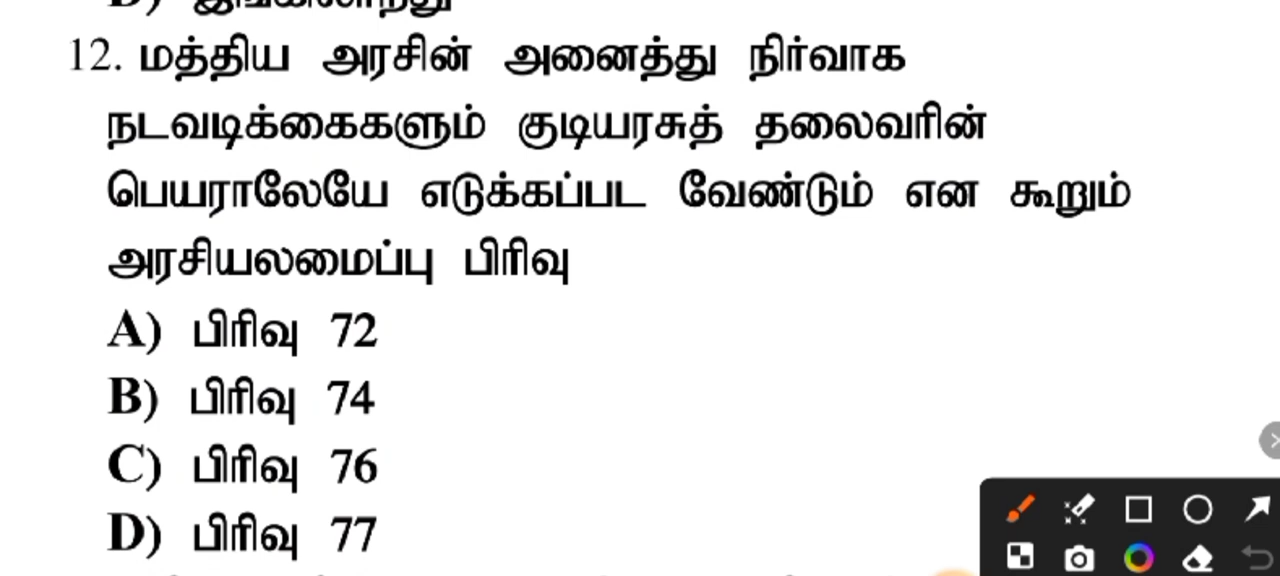 12. மத்திய அரசின் அனைத்து நிர்வாக
நடவடிக்கைகளும் குடியரசுத் தலைவரின்
பெயராலேயே எடுக்கப்பட வேண்டும் என கூறும்
அரசியலமைப்பு பிரிவு
A) பிரிவு 72
B) பிரிவு 74
C) பிரிவு 76
D) பிரிவு 77